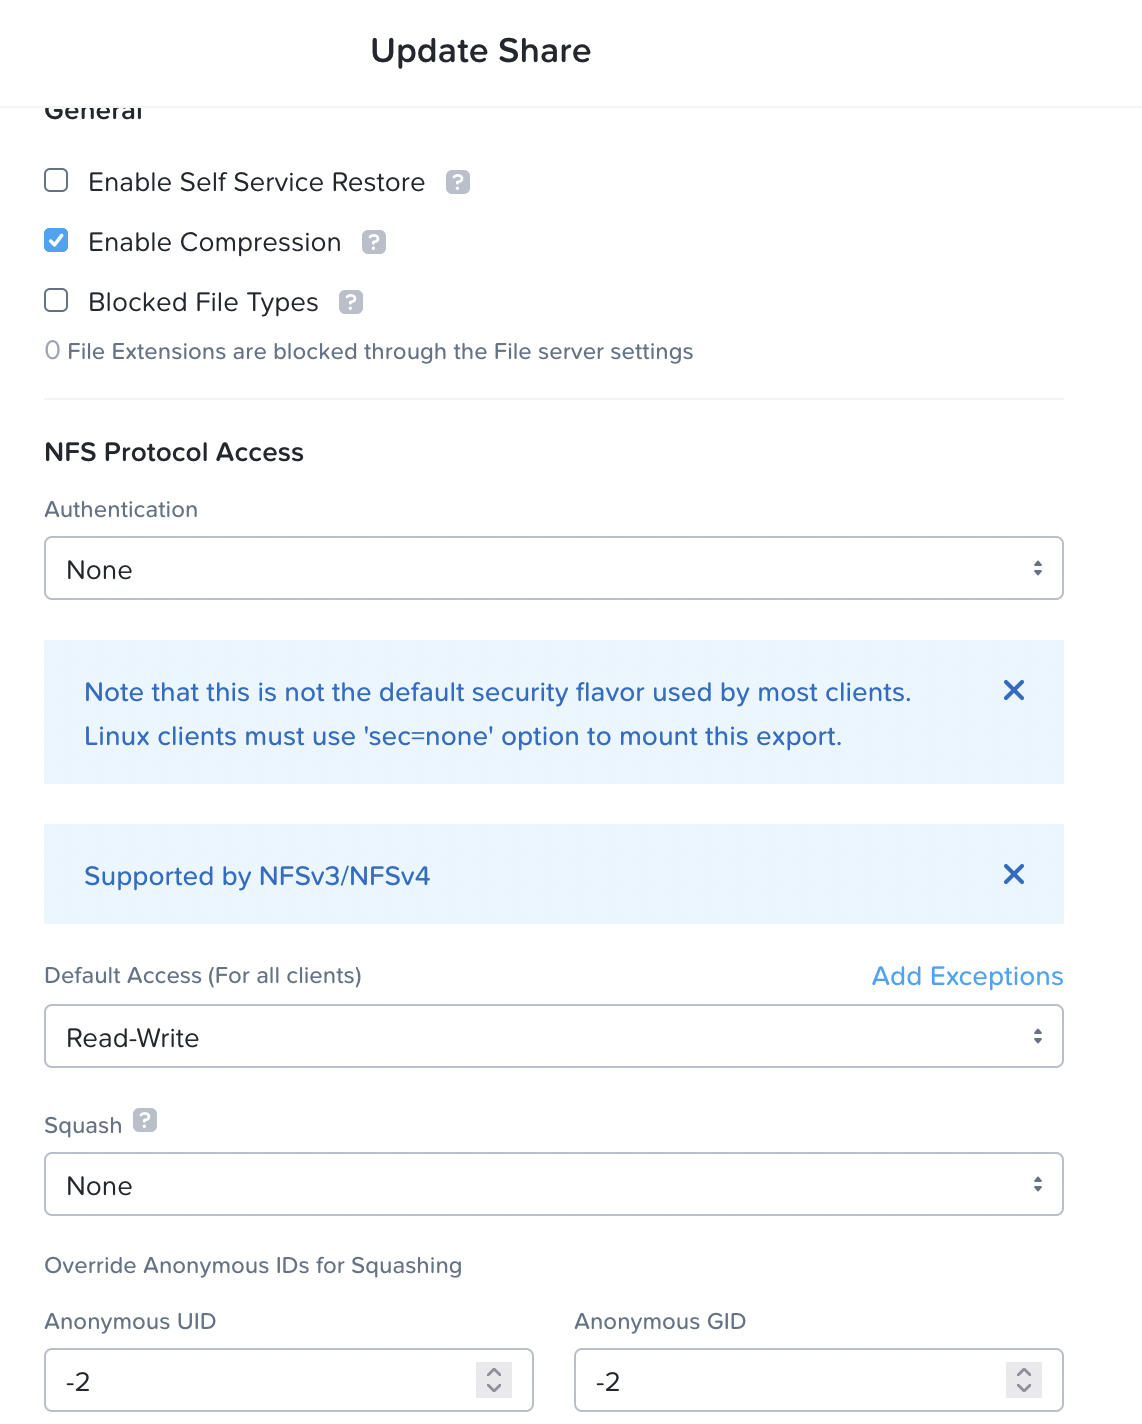 Update Share
General
Enable Self Service Restore ?
Enable Compression ?
Blocked File Types ?
0 File Extensions are blocked through the File server settings
NFS Protocol Access
Authentication
None
Note that this is not the default security flavor used by most clients.
Linux clients must use 'sec=none' option to mount this export.
Supported by NFSv3/NFSv4
Default Access (For all clients) Add Exceptions
Read-Write
Squash ?
None
Override Anonymous IDs for Squashing
Anonymous UID Anonymous GID
-2 -2